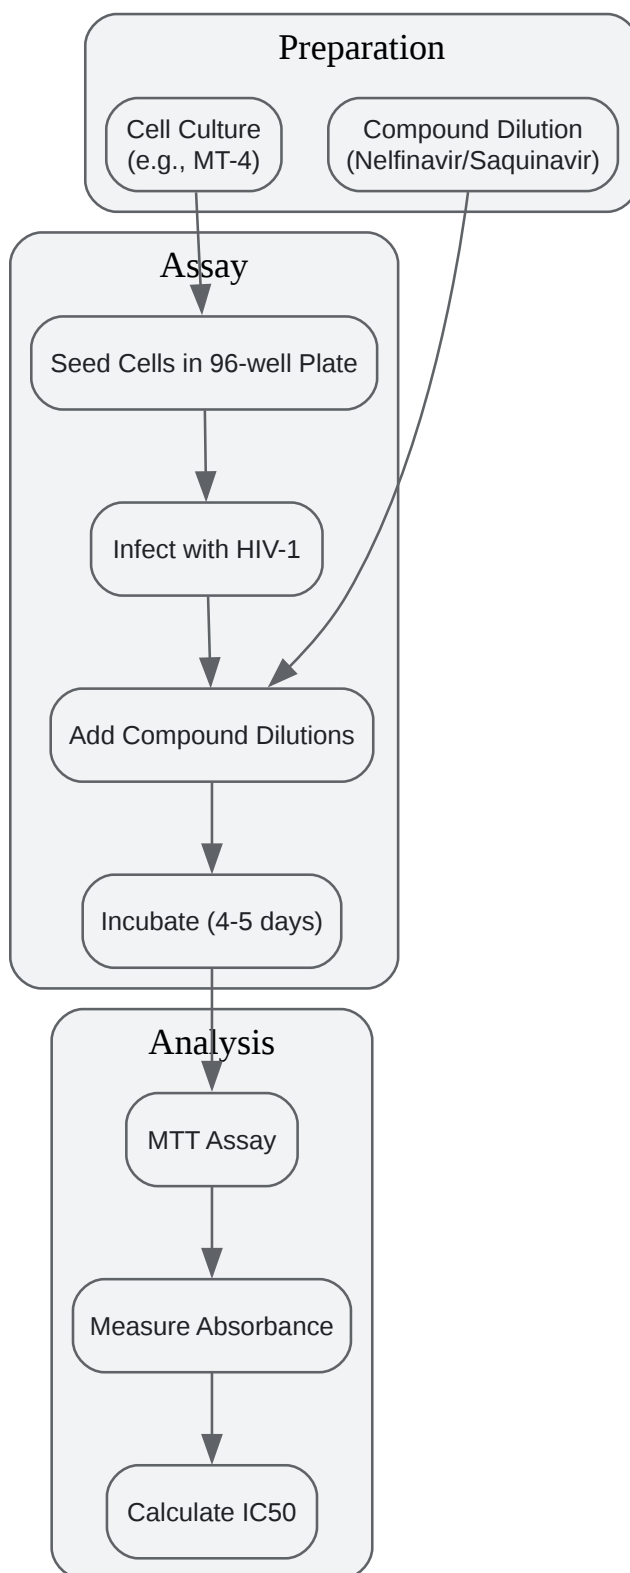 Preparation
Cell Culture
(e.g., MT-4)
Compound Dilution
(Nelfinavir/Saquinavir)
Assay
Seed Cells in 96-well Plate
Infect with HIV-1
Add Compound Dilutions
Incubate (4-5 days)
Analysis
MTT Assay
Measure Absorbance
Calculate IC50